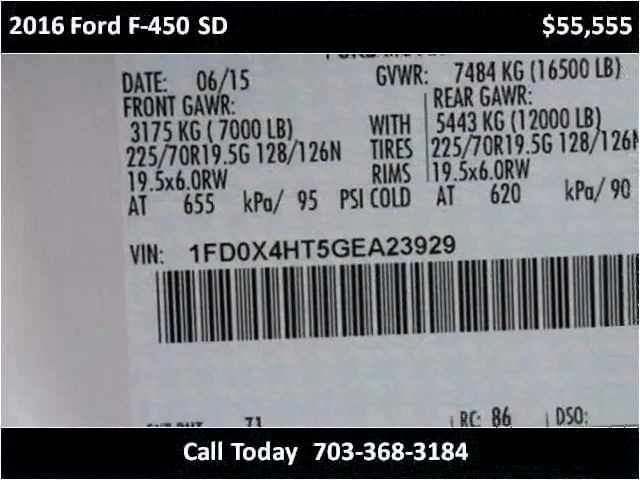 2016 Ford F-450 SD $55,555
DATE: 06/15 GVWR: 7484 KG (16500 LB)
FRONT GAWR: REAR GAWR:
3175 KG ( 7000 LB) WITH 5443 KG (12000 LB)
225/70R19.5G 128/126N TIRES 225/70R19.5G 128/126N
19.5x6.0RW RIMS 19.5x6.0RW
AT 655 kPa/ 95 PSI COLD AT 620 kPa/ 90
VIN: 1FD0X4HT5GEA23929
71 RC: 86 DSO:
Call Today 703-368-3184